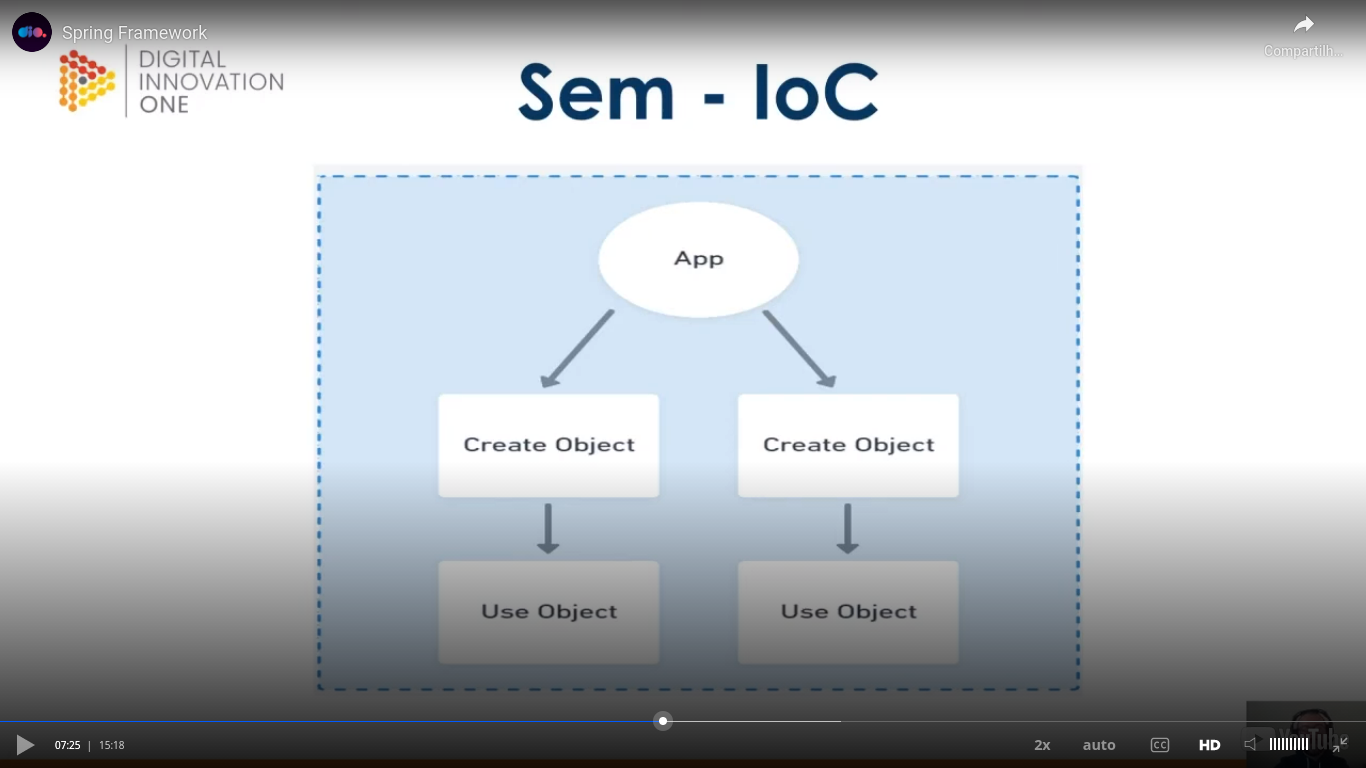 Spring Framework
Compartilh...
DIGITAL
INNOVATION
ONE
Sem - IoC
App
Create Object Create Object
Use Object Use Object
07:25 | 15:18
2x auto CC HD
YouTube